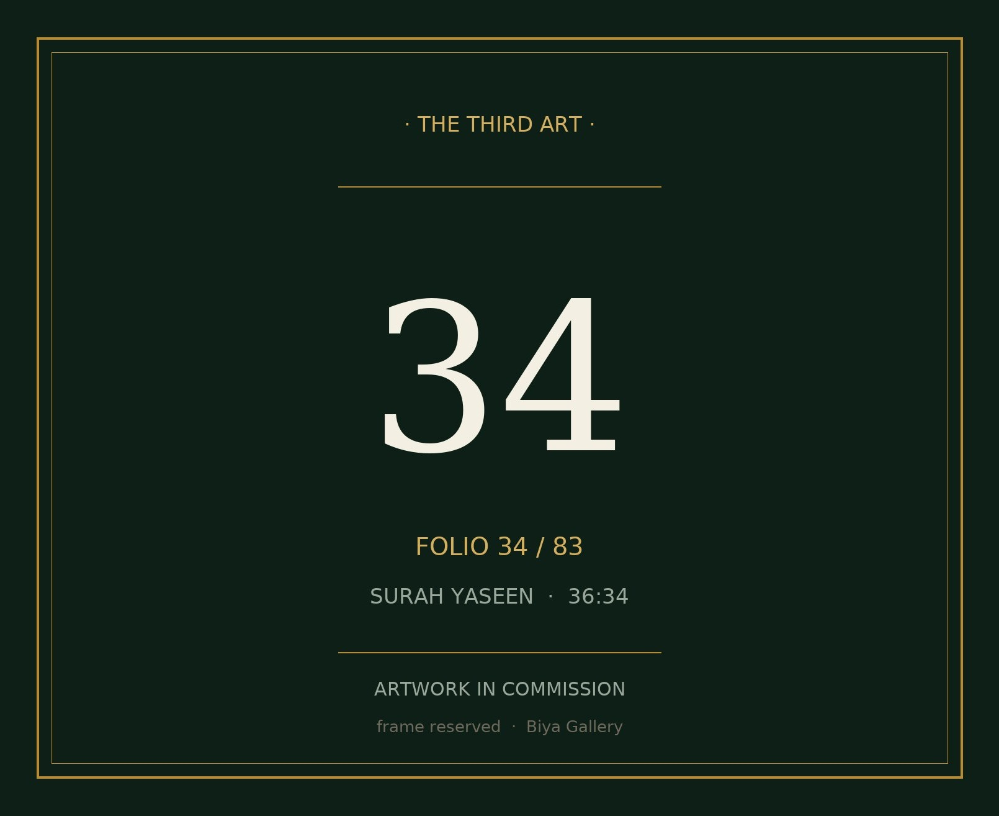 · THE THIRD ART ·
34
FOLIO 34 / 83
SURAH YASEEN · 36:34
ARTWORK IN COMMISSION
frame reserved · Biya Gallery